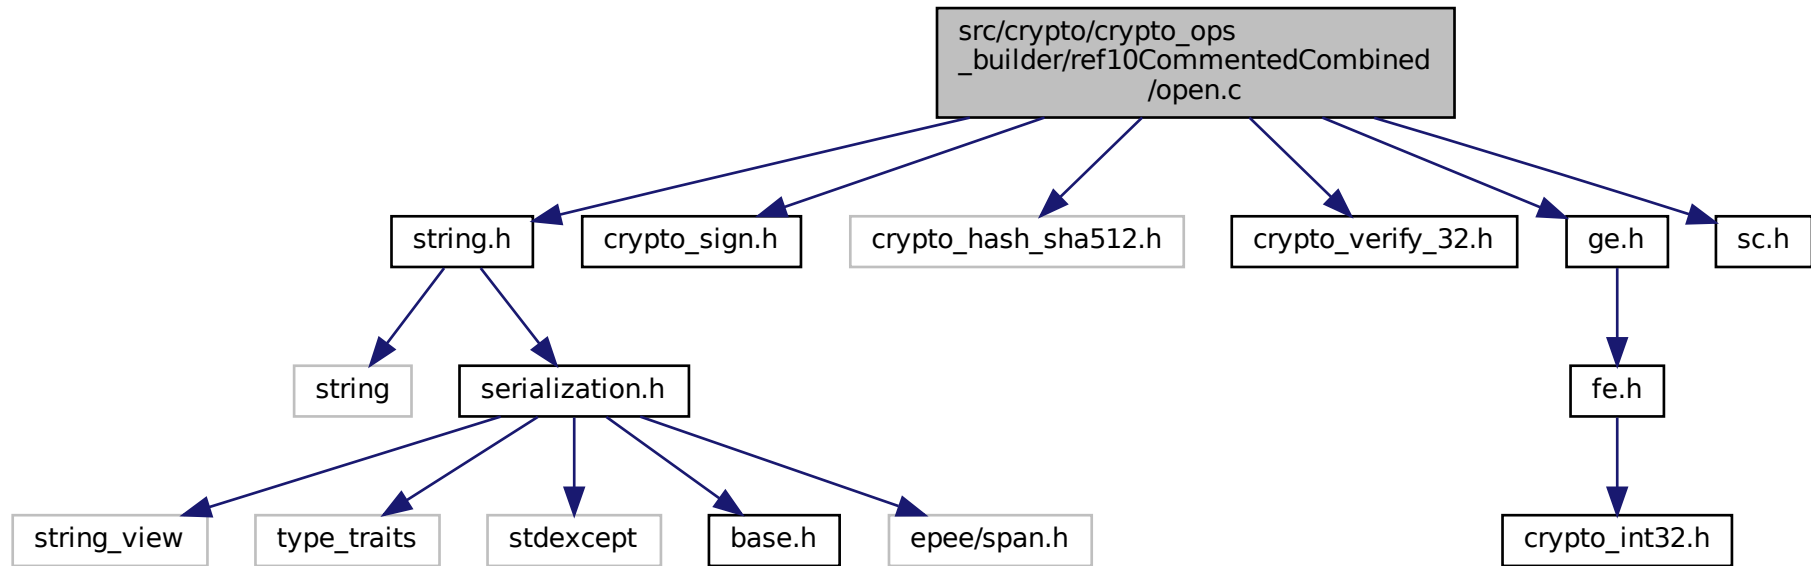 src/crypto/crypto_ops
_builder/ref10CommentedCombined
/open.c
string.h
crypto_sign.h
crypto_hash_sha512.h
crypto_verify_32.h
ge.h
sc.h
string
serialization.h
fe.h
string_view
type_traits
stdexcept
base.h
epee/span.h
crypto_int32.h